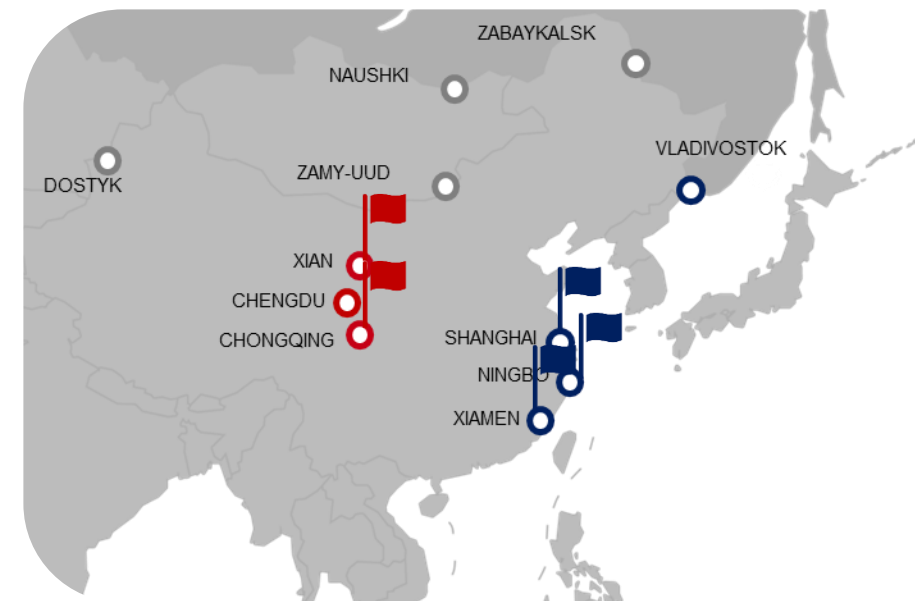 ZABAYKALSK
NAUSHKI
VLADIVOSTOK
DOSTYK
ZAMY-UUD
XIAN
CHENGDU
CHONGQING
SHANGHAI
NINGBO
XIAMEN